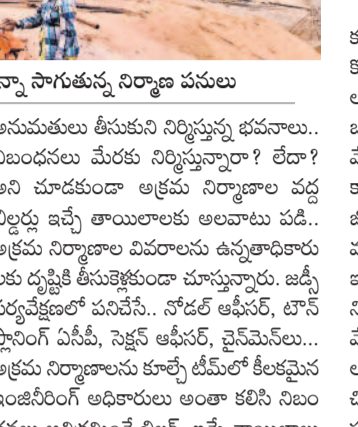 సాగుతున్న నిర్మాణ పనులు
అనుమతులు తీసుకుని నిర్మిస్తున్న భవనాలు..
నిబంధనలు మేరకు నిర్మిస్తున్నారా? లేదా?
అని చూడకుండా అక్రమ నిర్మాణాల వద్ద
బిల్డర్లు ఇచ్చే తాయిలాలకు అలవాటు పడి..
అక్రమ నిర్మాణాల వివరాలను ఉన్నతాధికారు
లకు దృష్టికి తీసుకెళ్లకుండా చూస్తున్నారు. జడ్సీ
పర్యవేక్షణలో పనిచేసే.. నోడల్ ఆఫీసర్, టౌన్
ప్లానింగ్ ఏసీపీ, సెక్షన్ ఆఫీసర్, చైన్‌మెన్‌లు...
అక్రమ నిర్మాణాలను కూల్చే టీమ్‌లో కీలకమైన
ఇంజినీరింగ్ అధికారులు అంతా కలిసి నిబం